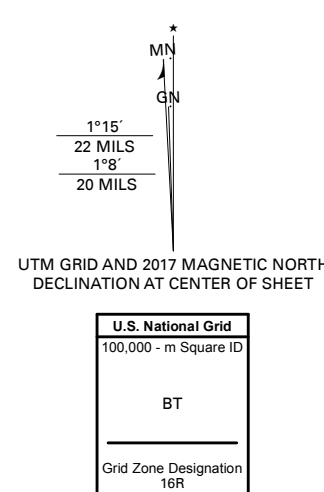 ★
MN
GN
1°15´
22 MILS
1°8´
20 MILS
UTM GRID AND 2017 MAGNETIC NORTH
DECLINATION AT CENTER OF SHEET
U.S. National Grid
100,000 - m Square ID
BT
Grid Zone Designation
16R